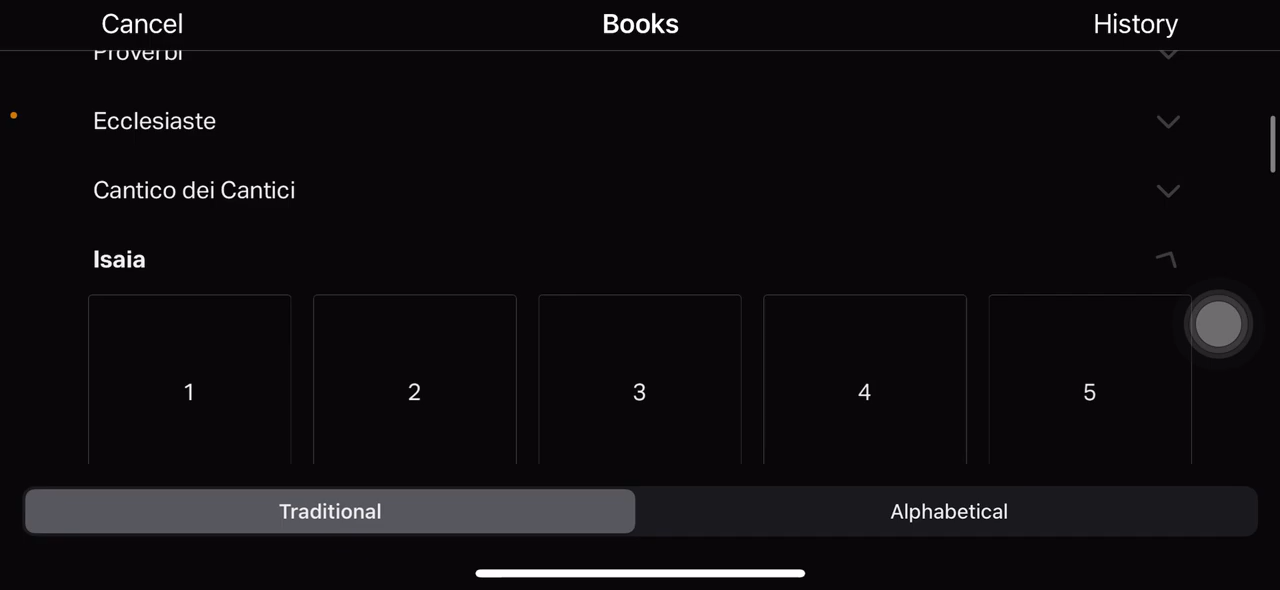 Cancel Books History
Proverbi
Ecclesiaste
Cantico dei Cantici
Isaia
1 2 3 4 5
Traditional Alphabetical